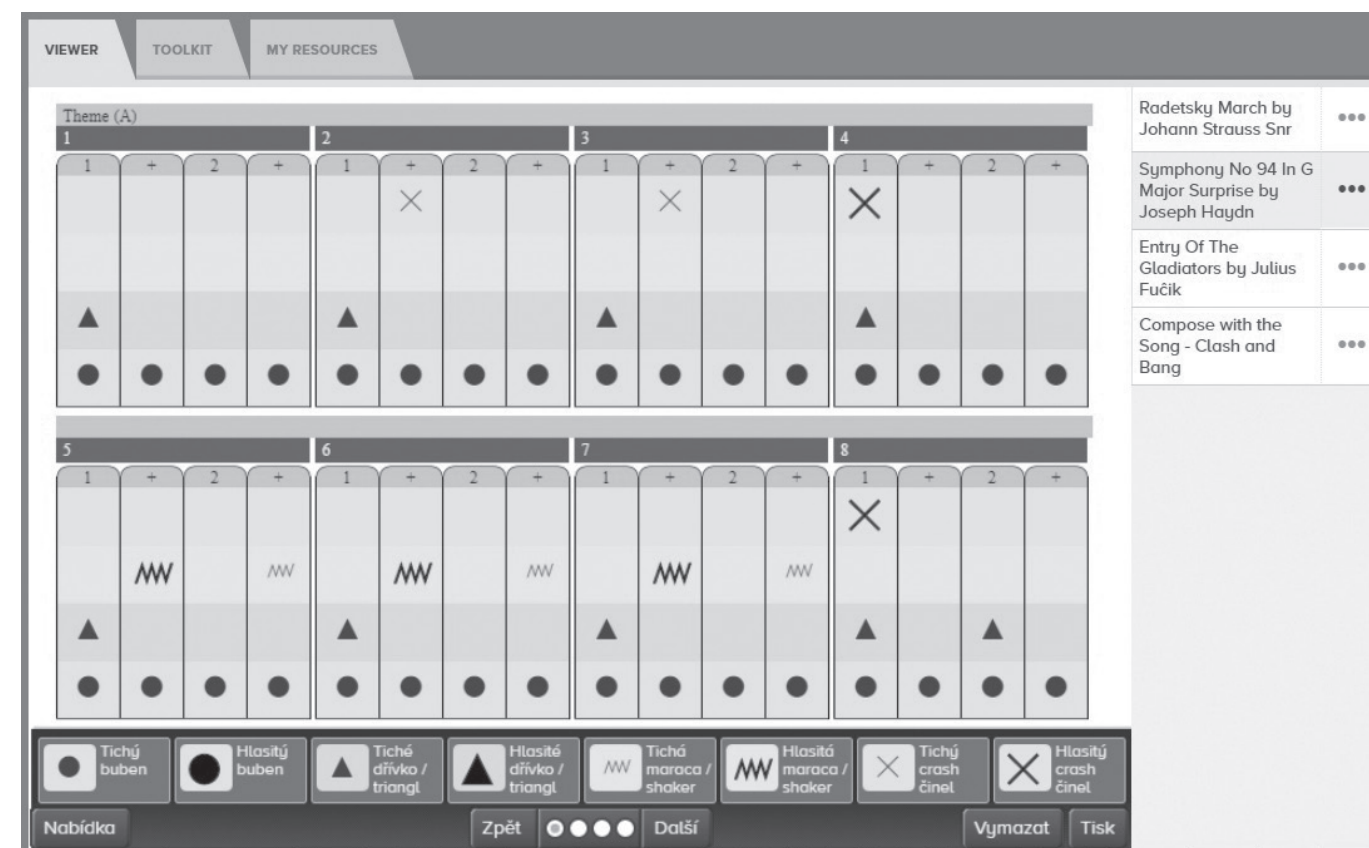 VIEWER TOOLKIT MY RESOURCES
Theme (A)
1 2 3 4
1 + 2 + 1 + 2 + 1 + 2 + 1 + 2 +
5 6 7 8
1 + 2 + 1 + 2 + 1 + 2 + 1 + 2 +
Radetsky March by
Johann Strauss Snr
Symphony No 94 In G
Major Surprise by
Joseph Haydn
Entry Of The
Gladiators by Julius
Fučik
Compose with the
Song - Clash and
Bang
Tichý
buben
Hlasitý
buben
Tiché
dřívko /
triangl
Hlasité
dřívko /
triangl
Tichá
maraca /
shaker
Hlasitá
maraca /
shaker
Tichý
crash
činel
Hlasitý
crash
činel
Nabídka Zpět Další Vymazat Tisk